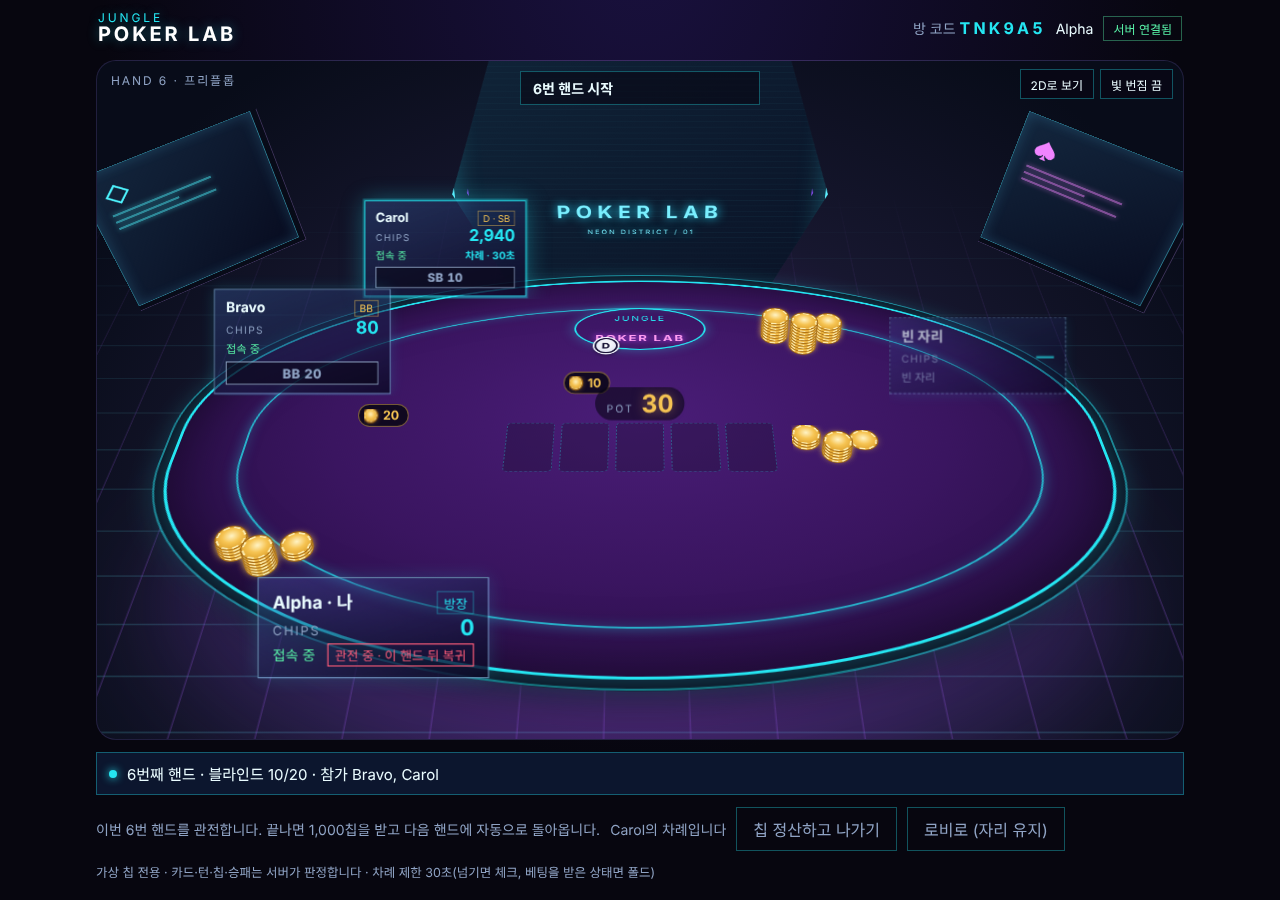 JUNGLE
POKER LAB
방 코드 TNK9A5 Alpha 서버 연결됨
HAND 6 · 프리플롭
6번 핸드 시작
2D로 보기
빛 번짐 끔
POKER LAB
NEON DISTRICT / 01
Carol D · SB
CHIPS 2,940
접속 중 차례 · 30초
SB 10
Bravo BB
CHIPS 80
접속 중
BB 20
JUNGLE
POKER LAB
D
빈 자리
CHIPS —
빈 자리
10
POT 30
20
Alpha · 나 방장
CHIPS 0
접속 중 관전 중 · 이 핸드 뒤 복귀
6번째 핸드 · 블라인드 10/20 · 참가 Bravo, Carol
이번 6번 핸드를 관전합니다. 끝나면 1,000칩을 받고 다음 핸드에 자동으로 돌아옵니다. Carol의 차례입니다
칩 정산하고 나가기
로비로 (자리 유지)
가상 칩 전용 · 카드·턴·칩·승패는 서버가 판정합니다 · 차례 제한 30초(넘기면 체크, 베팅을 받은 상태면 폴드)